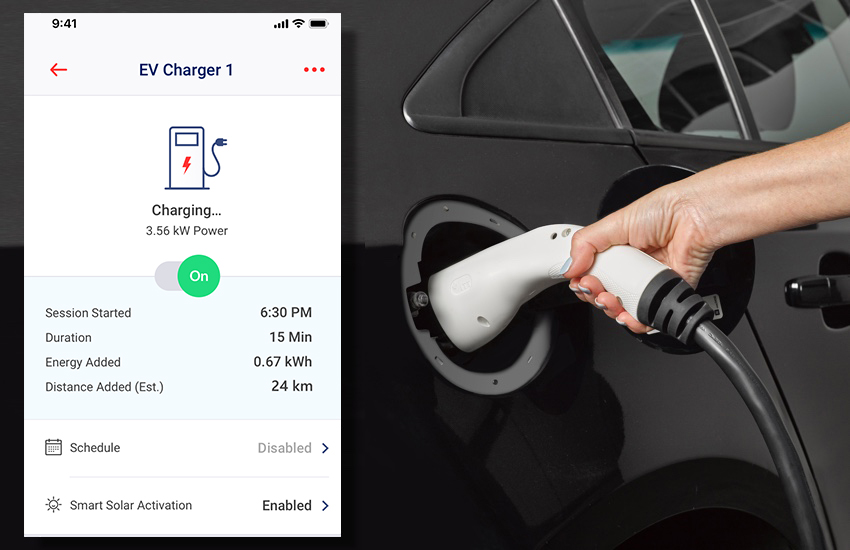 9:41
EV Charger 1
Charging...
3.56 kW Power
On
Session Started 6:30 PM
Duration 15 Min
Energy Added 0.67 kWh
Distance Added (Est.) 24 km
Schedule Disabled
Smart Solar Activation Enabled